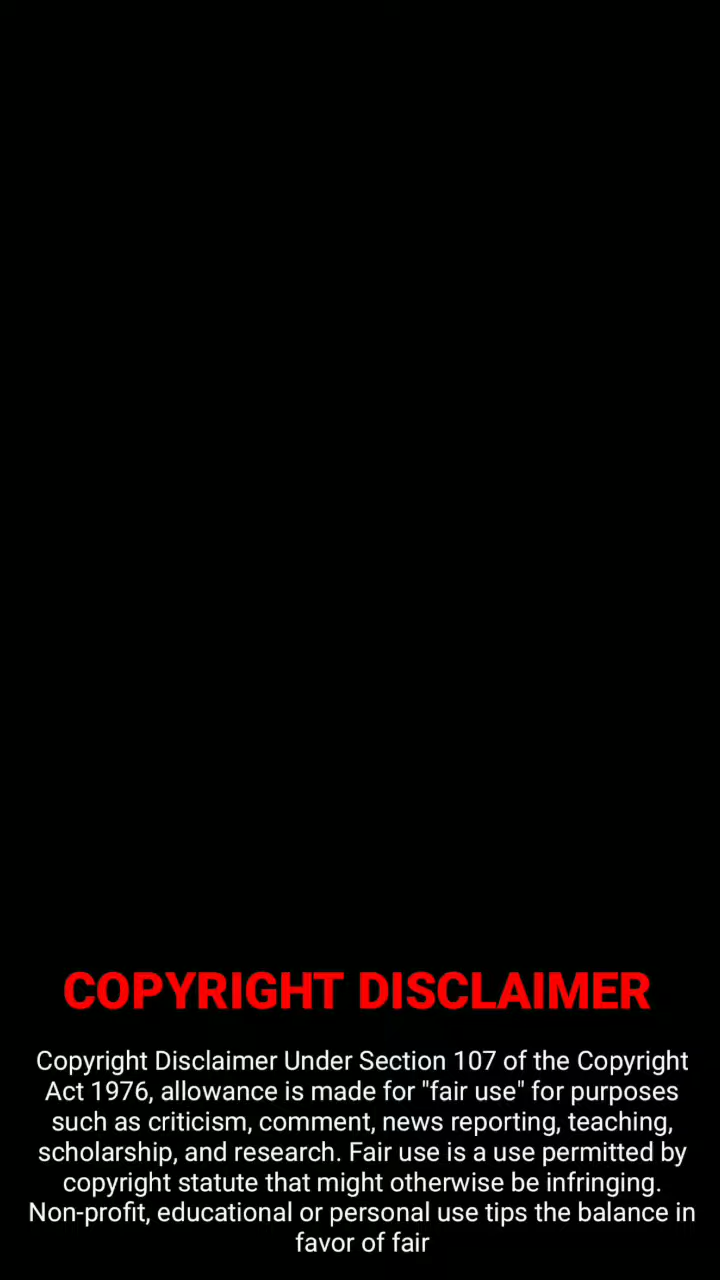 COPYRIGHT DISCLAIMER
Copyright Disclaimer Under Section 107 of the Copyright
Act 1976, allowance is made for "fair use" for purposes
such as criticism, comment, news reporting, teaching,
scholarship, and research. Fair use is a use permitted by
copyright statute that might otherwise be infringing.
Non-profit, educational or personal use tips the balance in
favor of fair